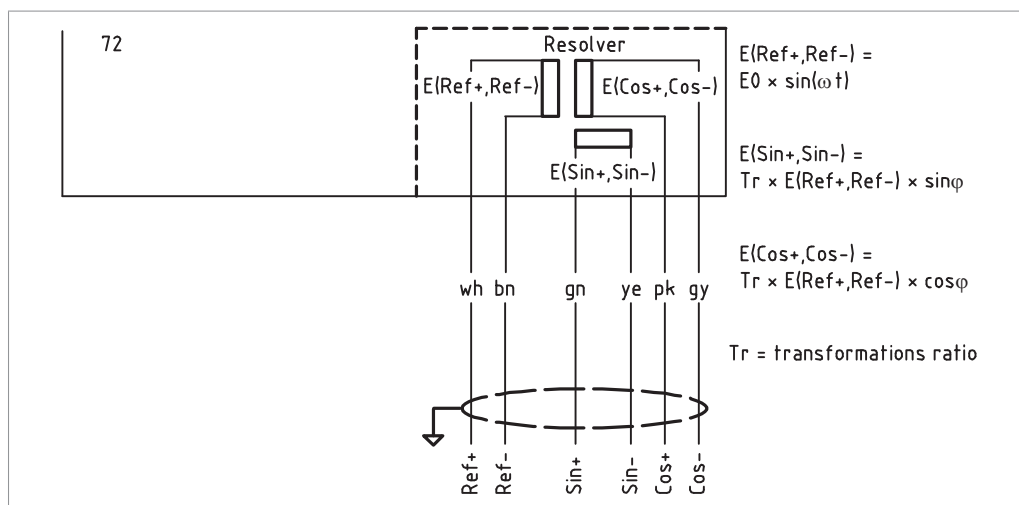 72
Resolver
E(Ref+,Ref-)
E(Cos+,Cos-)
E(Sin+,Sin-)
E(Ref+,Ref-) =
E0 × sin(ωt)
E(Sin+,Sin-) =
Tr × E(Ref+,Ref-) × sinφ
E(Cos+,Cos-) =
Tr × E(Ref+,Ref-) × cosφ
wh bn gn ye pk gy
Tr = transformations ratio
Ref+
Ref-
Sin+
Sin-
Cos+
Cos-